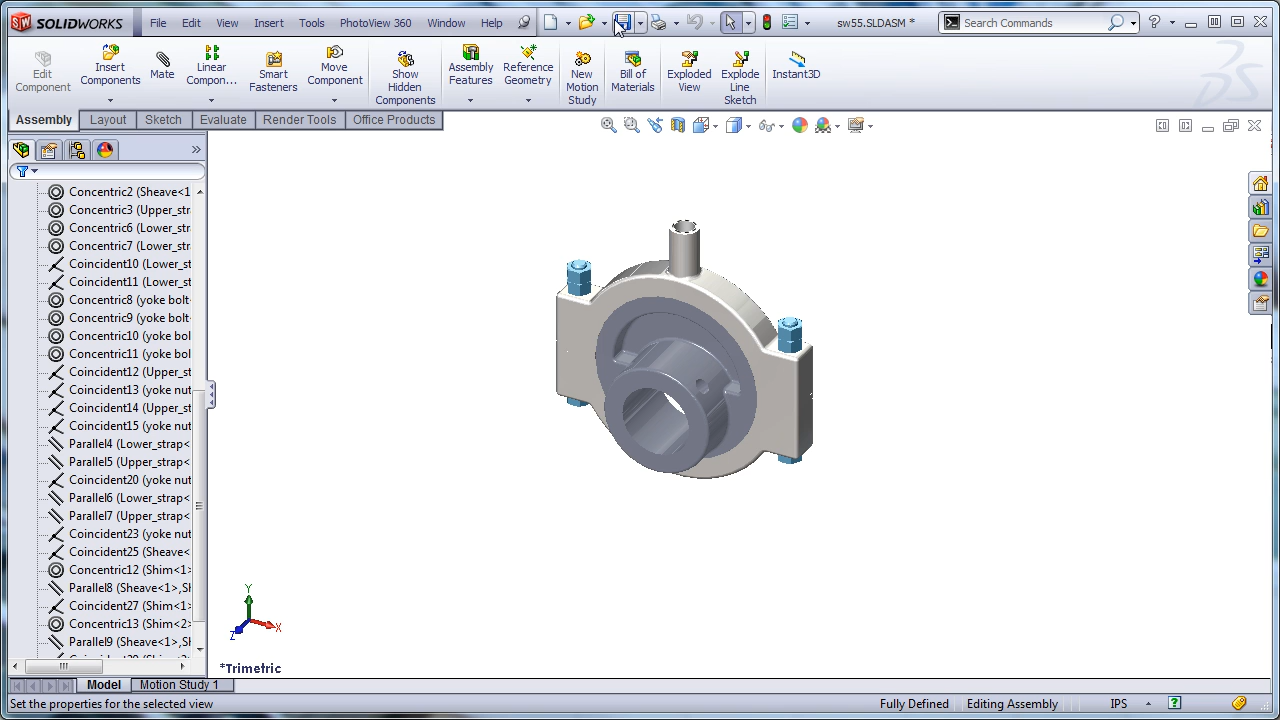 SOLIDWORKS File Edit View Insert Tools PhotoView 360 Window Help sw55.SLDASM * Search Commands
Edit Component
Insert Components
Mate
Linear Compon...
Smart Fasteners
Move Component
Show Hidden Components
Assembly Features
Reference Geometry
New Motion Study
Bill of Materials
Exploded View
Explode Line Sketch
Instant3D
Assembly Layout Sketch Evaluate Render Tools Office Products
Concentric2 (Sheave<1
Concentric3 (Upper_str
Concentric6 (Lower_str
Concentric7 (Lower_str
Coincident10 (Lower_st
Coincident11 (Lower_st
Concentric8 (yoke bolt-
Concentric9 (yoke bolt-
Concentric10 (yoke bol
Concentric11 (yoke bol
Coincident12 (Upper_st
Coincident13 (yoke nut
Coincident14 (Upper_st
Coincident15 (yoke nut
Parallel4 (Lower_strap<
Parallel5 (Upper_strap<
Coincident20 (yoke nut
Parallel6 (Lower_strap<
Parallel7 (Upper_strap<
Coincident23 (yoke nut
Coincident25 (Sheave<
Concentric12 (Shim<1>
Parallel8 (Sheave<1>,Sh
Coincident27 (Shim<1>
Concentric13 (Shim<2>
Parallel9 (Sheave<1>,Sh
Y
X
Z
*Trimetric
Model Motion Study 1
Set the properties for the selected view Fully Defined Editing Assembly IPS